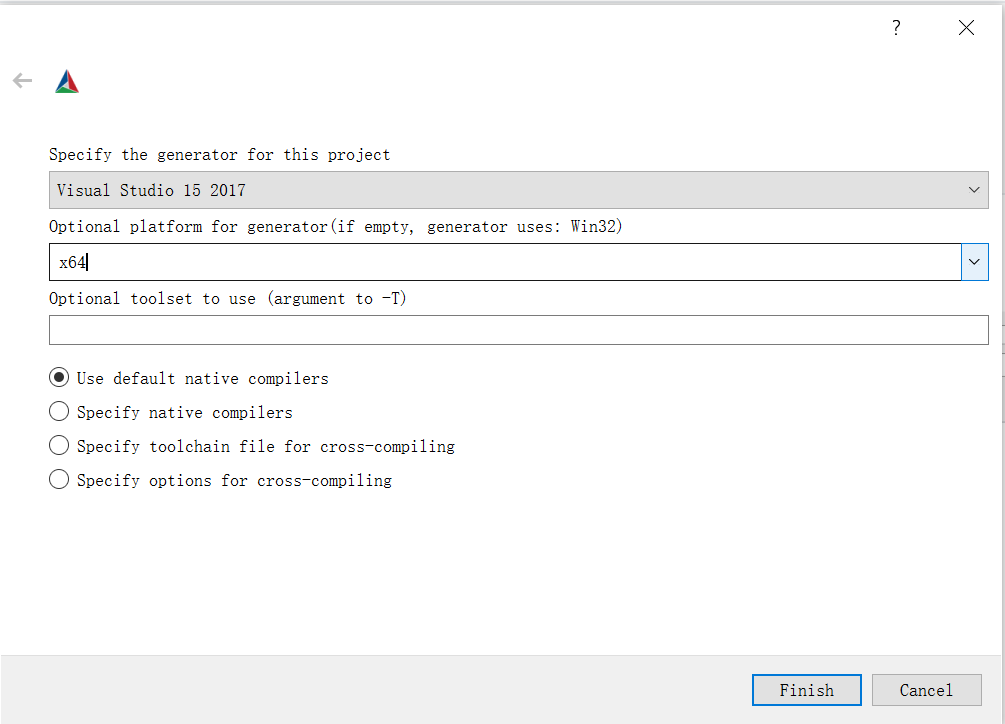 ?
Specify the generator for this project
Visual Studio 15 2017
Optional platform for generator(if empty, generator uses: Win32)
x64
Optional toolset to use (argument to -T)
Use default native compilers
Specify native compilers
Specify toolchain file for cross-compiling
Specify options for cross-compiling
Finish
Cancel